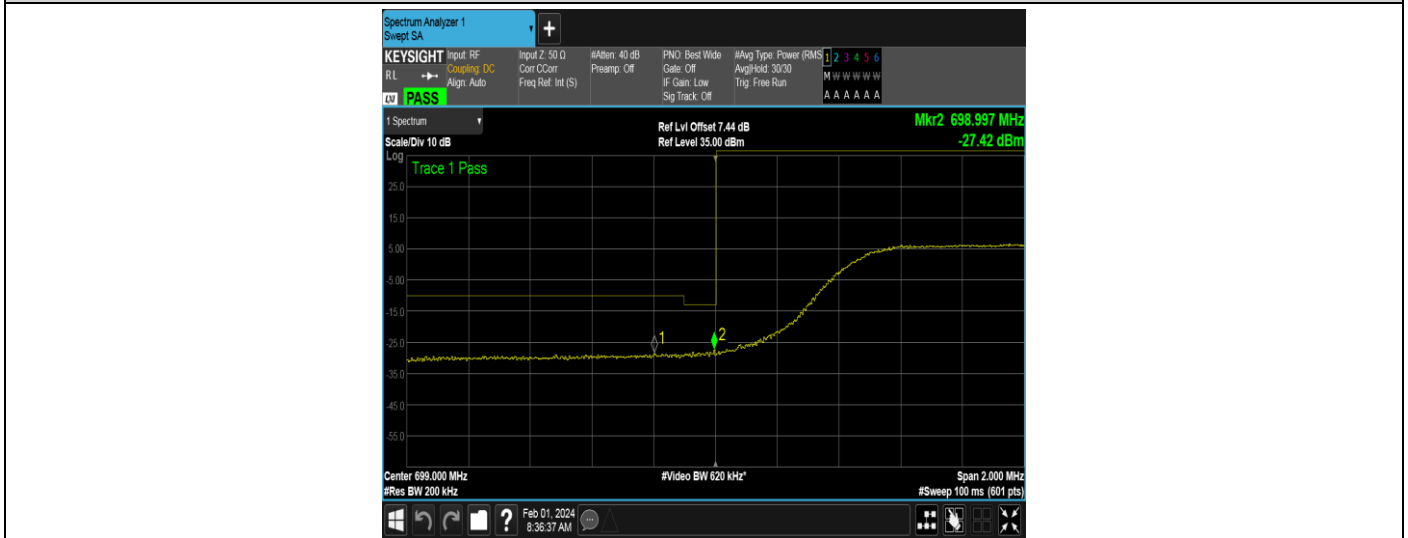 Spectrum Analyzer 1
Swept SA
+
KEYSIGHT Input: RF Input Z: 50 Ω #Atten: 40 dB PNO: Best Wide #Avg Type: Power (RMS 1 2 3 4 5 6
RL Coupling: DC Corr CCorr Preamp: Off Gate: Off Avg|Hold: 30/30 M W W W W W
Align: Auto Freq Ref: Int (S) IF Gain: Low Trig: Free Run
LXI PASS Sig Track: Off A A A A A A
1 Spectrum Ref Lvl Offset 7.44 dB Mkr2 698.997 MHz
Scale/Div 10 dB Ref Level 35.00 dBm -27.42 dBm
Log
Trace 1 Pass
25.0
15.0
5.00
-5.00
-15.0
1 2
-25.0
-35.0
-45.0
-55.0
Center 699.000 MHz #Video BW 620 kHz* Span 2.000 MHz
#Res BW 200 kHz #Sweep 100 ms (601 pts)
? Feb 01, 2024
8:36:37 AM